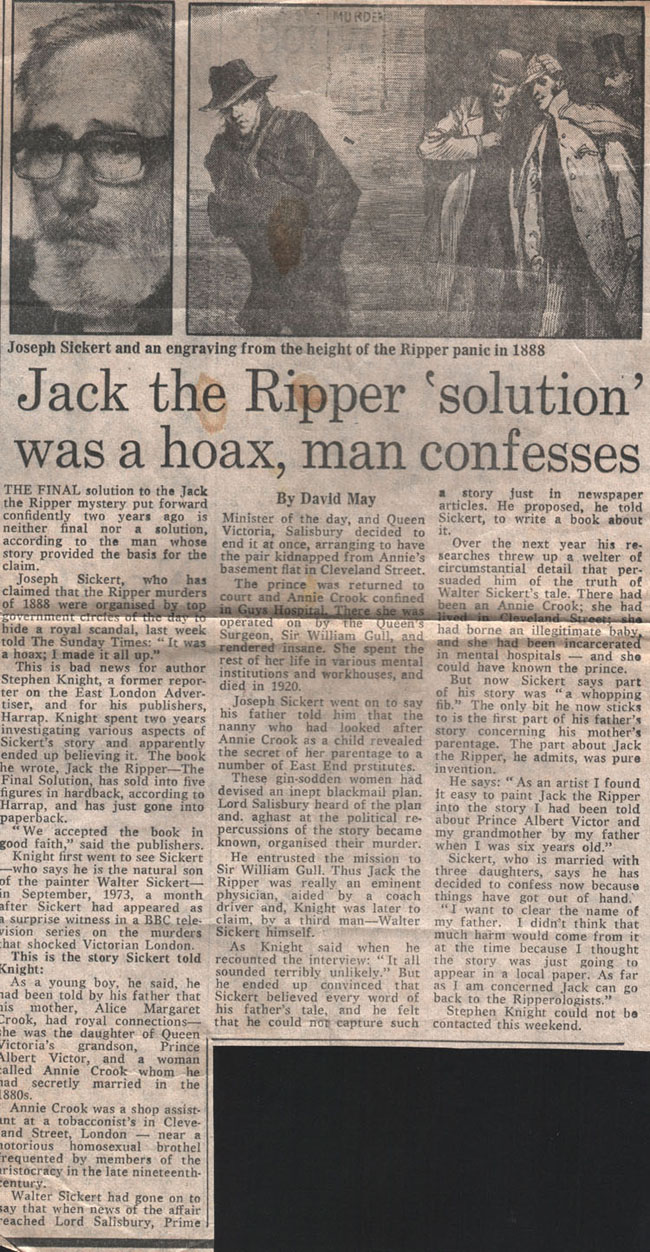 MURDER
Joseph Sickert and an engraving from the height of the Ripper panic in 1888
Jack the Ripper ‘solution’
was a hoax, man confesses
THE FINAL solution to the Jack
the Ripper mystery put forward
confidently two years ago is
neither final nor a solution,
according to the man whose
story provided the basis for the
claim.
Joseph Sickert, who has
claimed that the Ripper murders
of 1888 were organised by top
government circles of the day to
hide a royal scandal, last week
told The Sunday Times: “It was
a hoax; I made it all up.”
This is bad news for author
Stephen Knight, a former repor-
ter on the East London Adver-
tiser, and for his publishers,
Harrap. Knight spent two years
investigating various aspects of
Sickert's story and apparently
ended up believing it. The book
he wrote, Jack the Ripper—The
Final Solution, has sold into five
figures in hardback, according to
Harrap, and has just gone into
paperback.
“We accepted the book in
good faith,” said the publishers.
Knight first went to see Sickert
—who says he is the natural son
of the painter Walter Sickert—
in September, 1973, a month
after Sickert had appeared as
a surprise witness in a BBC tele-
vision series on the murders
that shocked Victorian London.
This is the story Sickert told
Knight:
As a young boy, he said, he
had been told by his father that
his mother, Alice Margaret
Crook, had royal connections—
she was the daughter of Queen
Victoria's grandson, Prince
Albert Victor, and a woman
called Annie Crook whom he
had secretly married in the
1880s.
Annie Crook was a shop assist-
ant at a tobacconist's in Cleve-
land Street, London — near a
notorious homosexual brothel
frequented by members of the
aristocracy in the late nineteenth-
century.
Walter Sickert had gone on to
say that when news of the affair
reached Lord Salisbury, Prime
By David May
Minister of the day, and Queen
Victoria, Salisbury decided to
end it at once, arranging to have
the pair kidnapped from Annie's
basement flat in Cleveland Street.
The prince was returned to
court and Annie Crook confined
in Guys Hospital. There she was
operated on by the Queen's
Surgeon, Sir William Gull, and
rendered insane. She spent the
rest of her life in various mental
institutions and workhouses, and
died in 1920.
Joseph Sickert went on to say
his father told him that the
nanny who had looked after
Annie Crook as a child revealed
the secret of her parentage to a
number of East End prstitutes.
These gin-sodden women had
devised an inept blackmail plan.
Lord Salisbury heard of the plan
and. aghast at the political re-
percussions of the story became
known, organised their murder.
He entrusted the mission to
Sir William Gull. Thus Jack the
Ripper was really an eminent
physician, aided by a coach
driver and, Knight was later to
claim, by a third man—Walter
Sickert himself.
As Knight said when he
recounted the interview: “It all
sounded terribly unlikely.” But
he ended up convinced that
Sickert believed every word of
his father's tale, and he felt
that he could not capture such
a story just in newspaper
articles. He proposed, he told
Sickert, to write a book about
it.
Over the next year his re-
searches threw up a welter of
circumstantial detail that per-
suaded him of the truth of
Walter Sickert's tale. There had
been an Annie Crook; she had
lived in Cleveland Street; she
had borne an illegitimate baby,
and she had been incarcerated
in mental hospitals — and she
could have known the prince.
But now Sickert says part
of his story was “a whopping
fib.” The only bit he now sticks
to is the first part of his father's
story concerning his mother's
parentage. The part about Jack
the Ripper, he admits, was pure
invention.
He says: “As an artist I found
it easy to paint Jack the Ripper
into the story I had been told
about Prince Albert Victor and
my grandmother by my father
when I was six years old.”
Sickert, who is married with
three daughters, says he has
decided to confess now because
things have got out of hand.
“I want to clear the name of
my father. I didn't think that
much harm would come from it
at the time because I thought
the story was just going to
appear in a local paper. As far
as I am concerned Jack can go
back to the Ripperologists.”
Stephen Knight could not be
contacted this weekend.